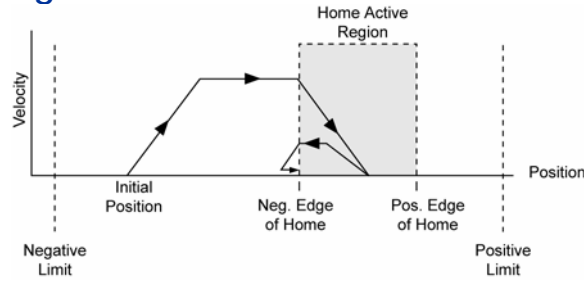 Home Active
Region
Velocity
Position
Initial
Position
Neg. Edge
of Home
Pos. Edge
of Home
Negative
Limit
Positive
Limit